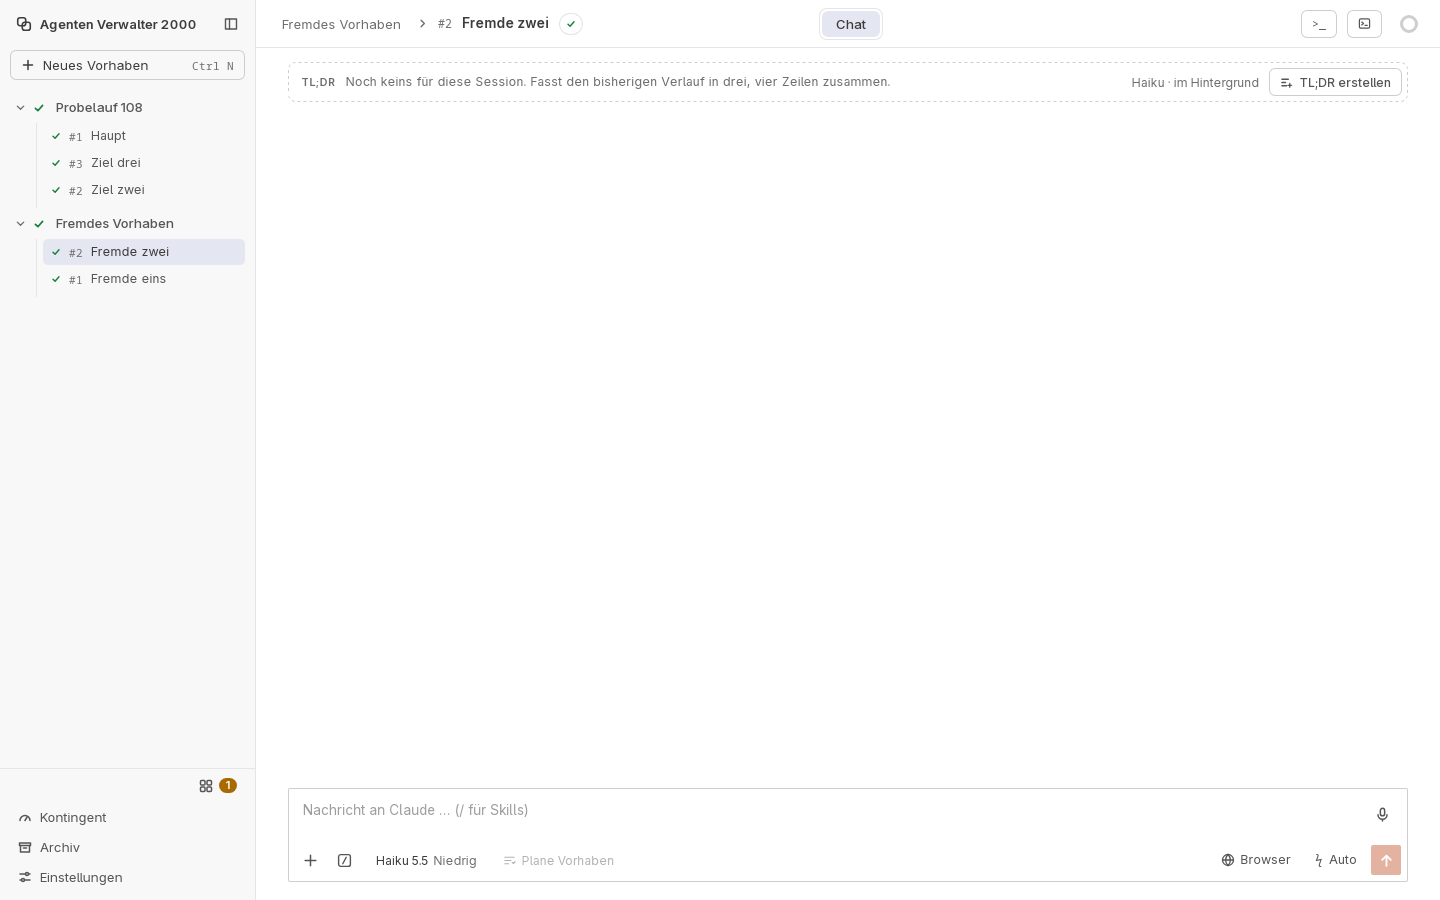 Agenten Verwalter 2000
Neues Vorhaben Ctrl N
Probelauf 108
#1 Haupt
#3 Ziel drei
#2 Ziel zwei
Fremdes Vorhaben
#2 Fremde zwei
#1 Fremde eins
1
Kontingent
Archiv
Einstellungen
Fremdes Vorhaben > #2 Fremde zwei
Chat
>_
TL;DR Noch keins für diese Session. Fasst den bisherigen Verlauf in drei, vier Zeilen zusammen.
Haiku · im Hintergrund TL;DR erstellen
Nachricht an Claude … (/ für Skills)
Haiku 5.5 Niedrig Plane Vorhaben
Browser Auto